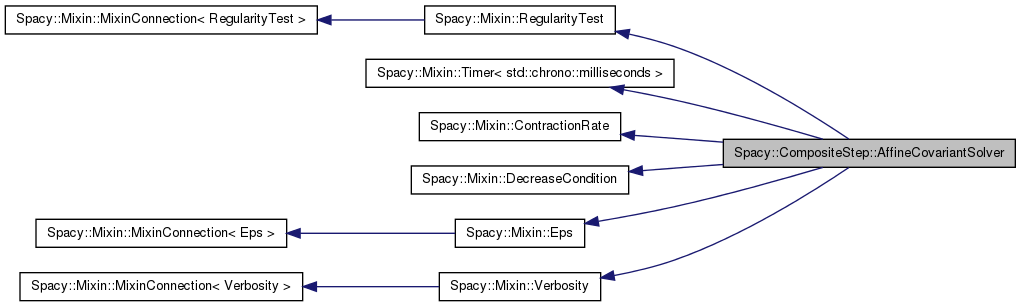 Spacy::Mixin::MixinConnection< RegularityTest >
Spacy::Mixin::RegularityTest
Spacy::Mixin::Timer< std::chrono::milliseconds >
Spacy::Mixin::ContractionRate
Spacy::CompositeStep::AffineCovariantSolver
Spacy::Mixin::DecreaseCondition
Spacy::Mixin::MixinConnection< Eps >
Spacy::Mixin::Eps
Spacy::Mixin::MixinConnection< Verbosity >
Spacy::Mixin::Verbosity